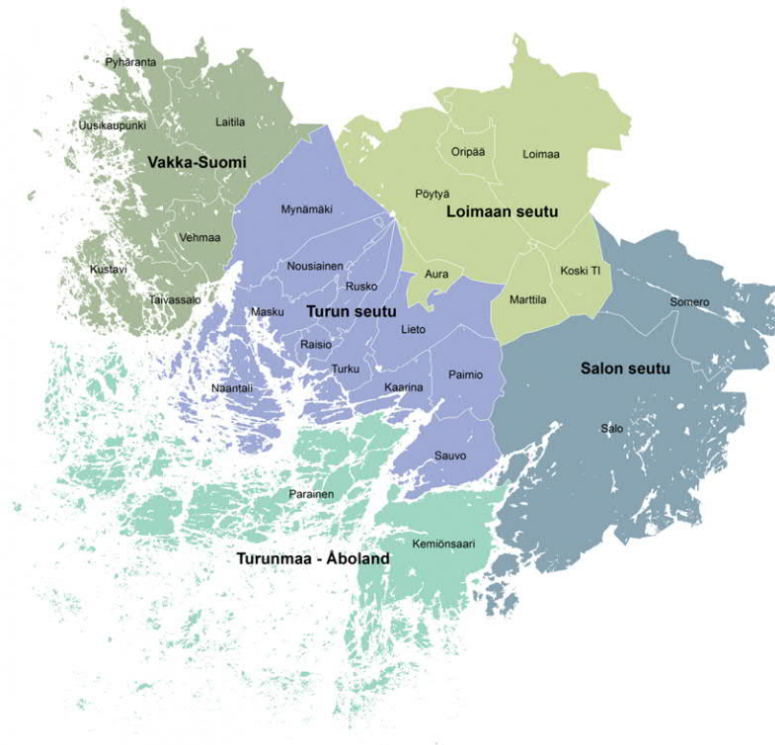 Pyhäranta
Uusikaupunki
Laitila
Vakka-Suomi
Vehmaa
Kustavi
Taivassalo
Oripää
Loimaa
Pöytyä
Loimaan seutu
Aura
Marttila
Koski Tl
Mynämäki
Nousiainen
Rusko
Masku
Turun seutu
Lieto
Raisio
Turku
Naantali
Kaarina
Paimio
Sauvo
Somero
Salon seutu
Salo
Parainen
Kemiönsaari
Turunmaa - Åboland